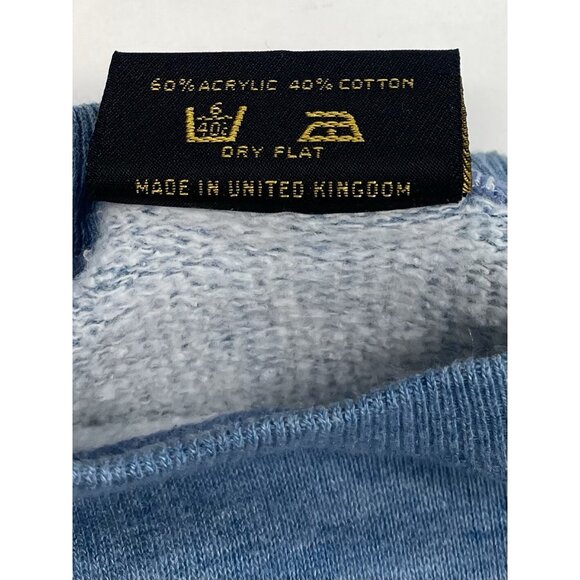 60% ACRYLIC 40% COTTON
6
40°
DRY FLAT
MADE IN UNITED KINGDOM